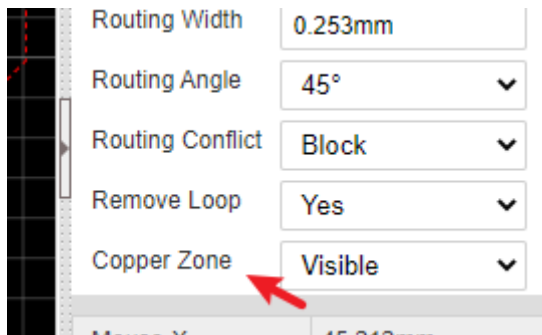 Routing Width 0.253mm
Routing Angle 45°
Routing Conflict Block
Remove Loop Yes
Copper Zone Visible